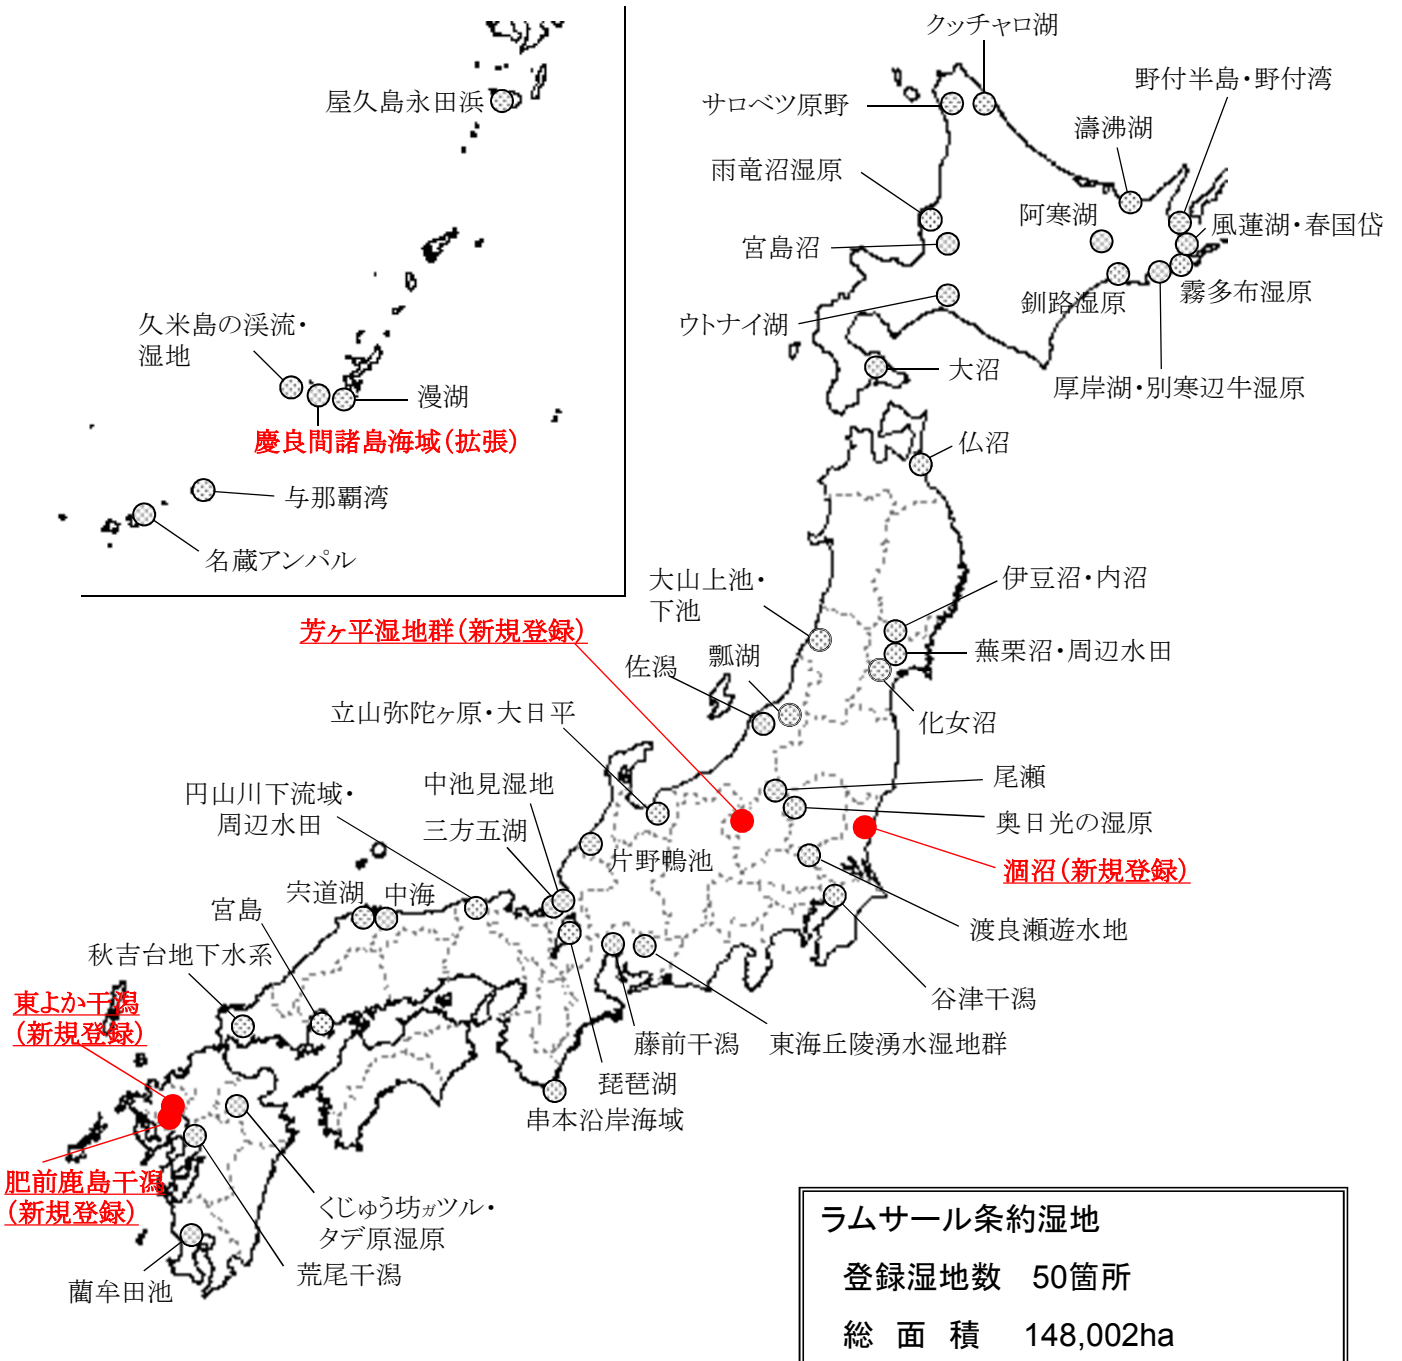 クッチャロ湖
サロベツ原野
野付半島・野付湾
濤沸湖
雨竜沼湿原
阿寒湖
風蓮湖・春国岱
宮島沼
霧多布湿原
釧路湿原
ウトナイ湖
大沼
厚岸湖・別寒辺牛湿原
仏沼
屋久島永田浜
久米島の渓流・
湿地
漫湖
慶良間諸島海域(拡張)
与那覇湾
名蔵アンパル
大山上池・
下池
伊豆沼・内沼
芳ヶ平湿地群(新規登録)
瓢湖
佐潟
蕪栗沼・周辺水田
化女沼
立山弥陀ヶ原・大日平
中池見湿地
尾瀬
円山川下流域・
周辺水田
三方五湖
奥日光の湿原
片野鴨池
涸沼(新規登録)
宍道湖
中海
宮島
渡良瀬遊水地
秋吉台地下水系
谷津干潟
東よか干潟
(新規登録)
藤前干潟
東海丘陵湧水湿地群
琵琶湖
串本沿岸海域
肥前鹿島干潟
(新規登録)
くじゅう坊ガツル・
タデ原湿原
荒尾干潟
藺牟田池
ラムサール条約湿地
登録湿地数 50箇所
総 面 積 148,002ha